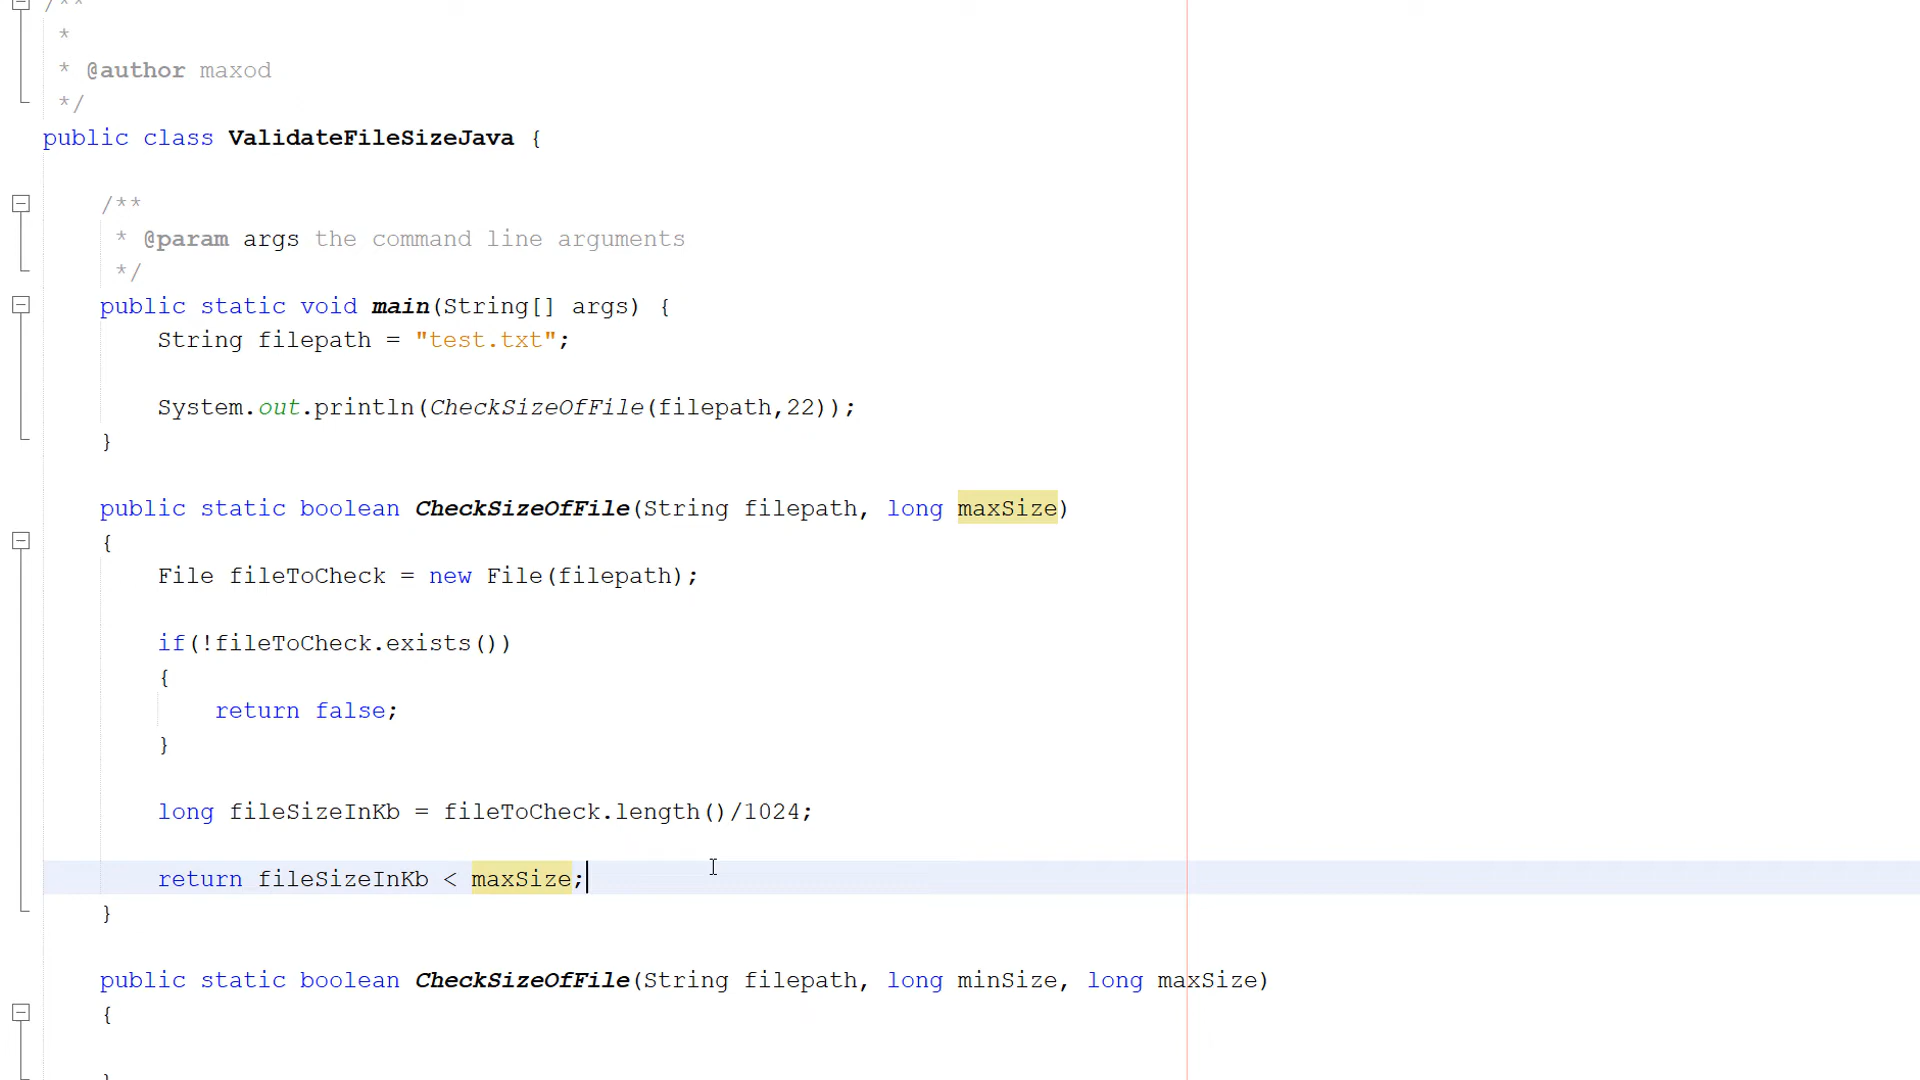 /**
*
* @author maxod
*/
public class ValidateFileSizeJava {
/**
* @param args the command line arguments
*/
public static void main(String[] args) {
String filepath = "test.txt";
System.out.println(CheckSizeOfFile(filepath,22));
}
public static boolean CheckSizeOfFile(String filepath, long maxSize)
{
File fileToCheck = new File(filepath);
if(!fileToCheck.exists())
{
return false;
}
long fileSizeInKb = fileToCheck.length()/1024;
return fileSizeInKb < maxSize;
}
public static boolean CheckSizeOfFile(String filepath, long minSize, long maxSize)
{
}